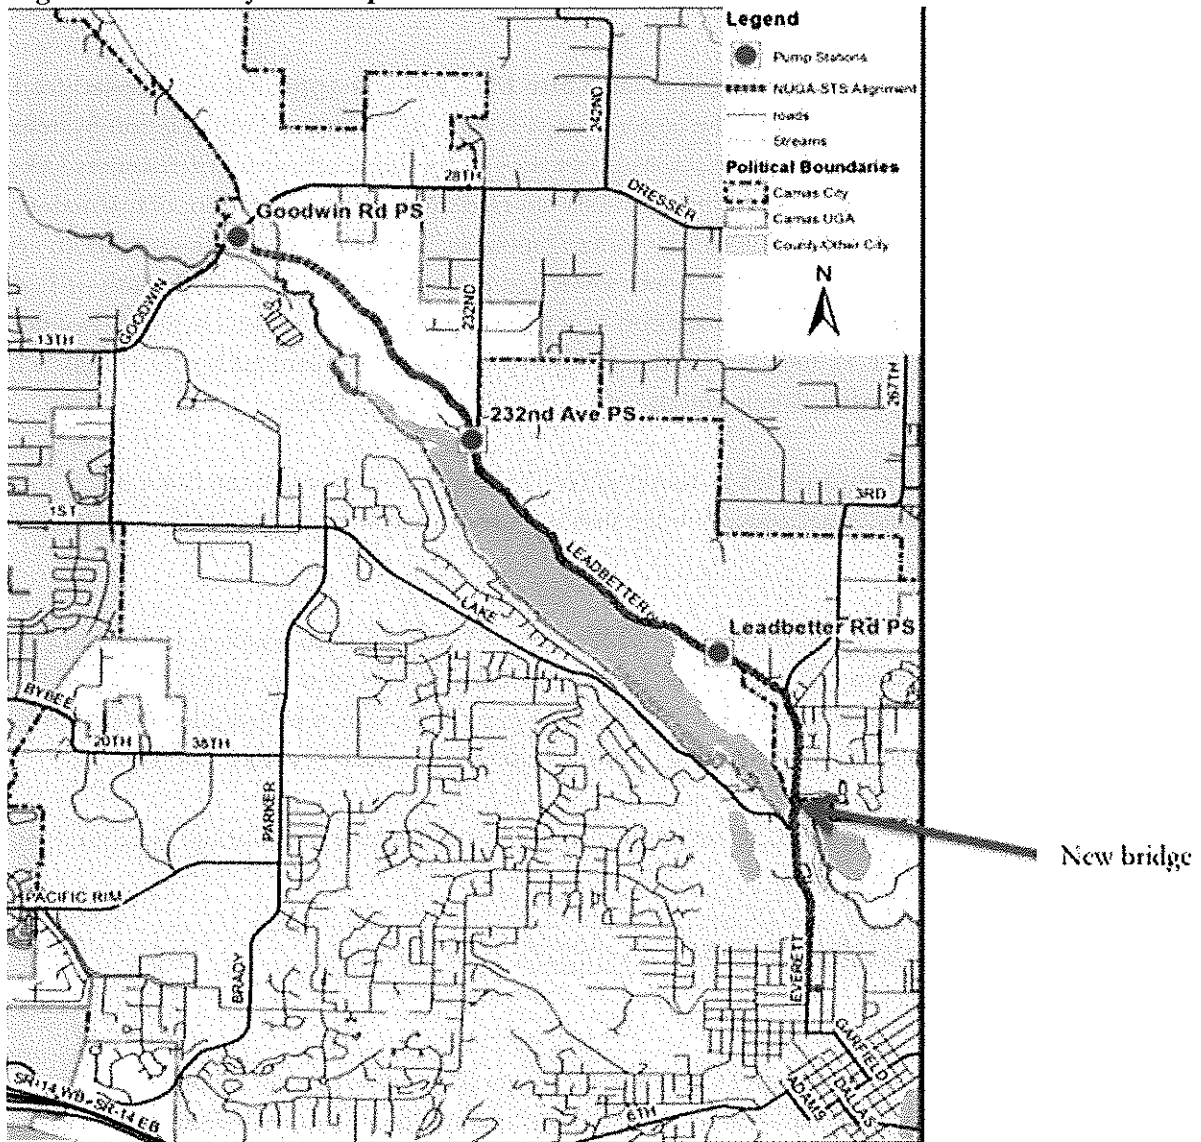 Legend
Pump Stations
NUGA-STS Alignment
roads
Streams
Political Boundaries
Camas City
Camas UGA
County/Other City
N
242ND
28TH
DRESSER
Goodwin Rd PS
GOODWIN
232ND
13TH
267TH
232nd Ave PS
3RD
1ST
LEADBETTER
LAKE
Leadbetter Rd PS
BYBEE
20TH
38TH
PARKER
New bridge
PACIFIC RIM
BRADY
EVERETT
GARFIELD
DALLAS
ADAMS
SR-14 WB
SR-14 EB
6TH